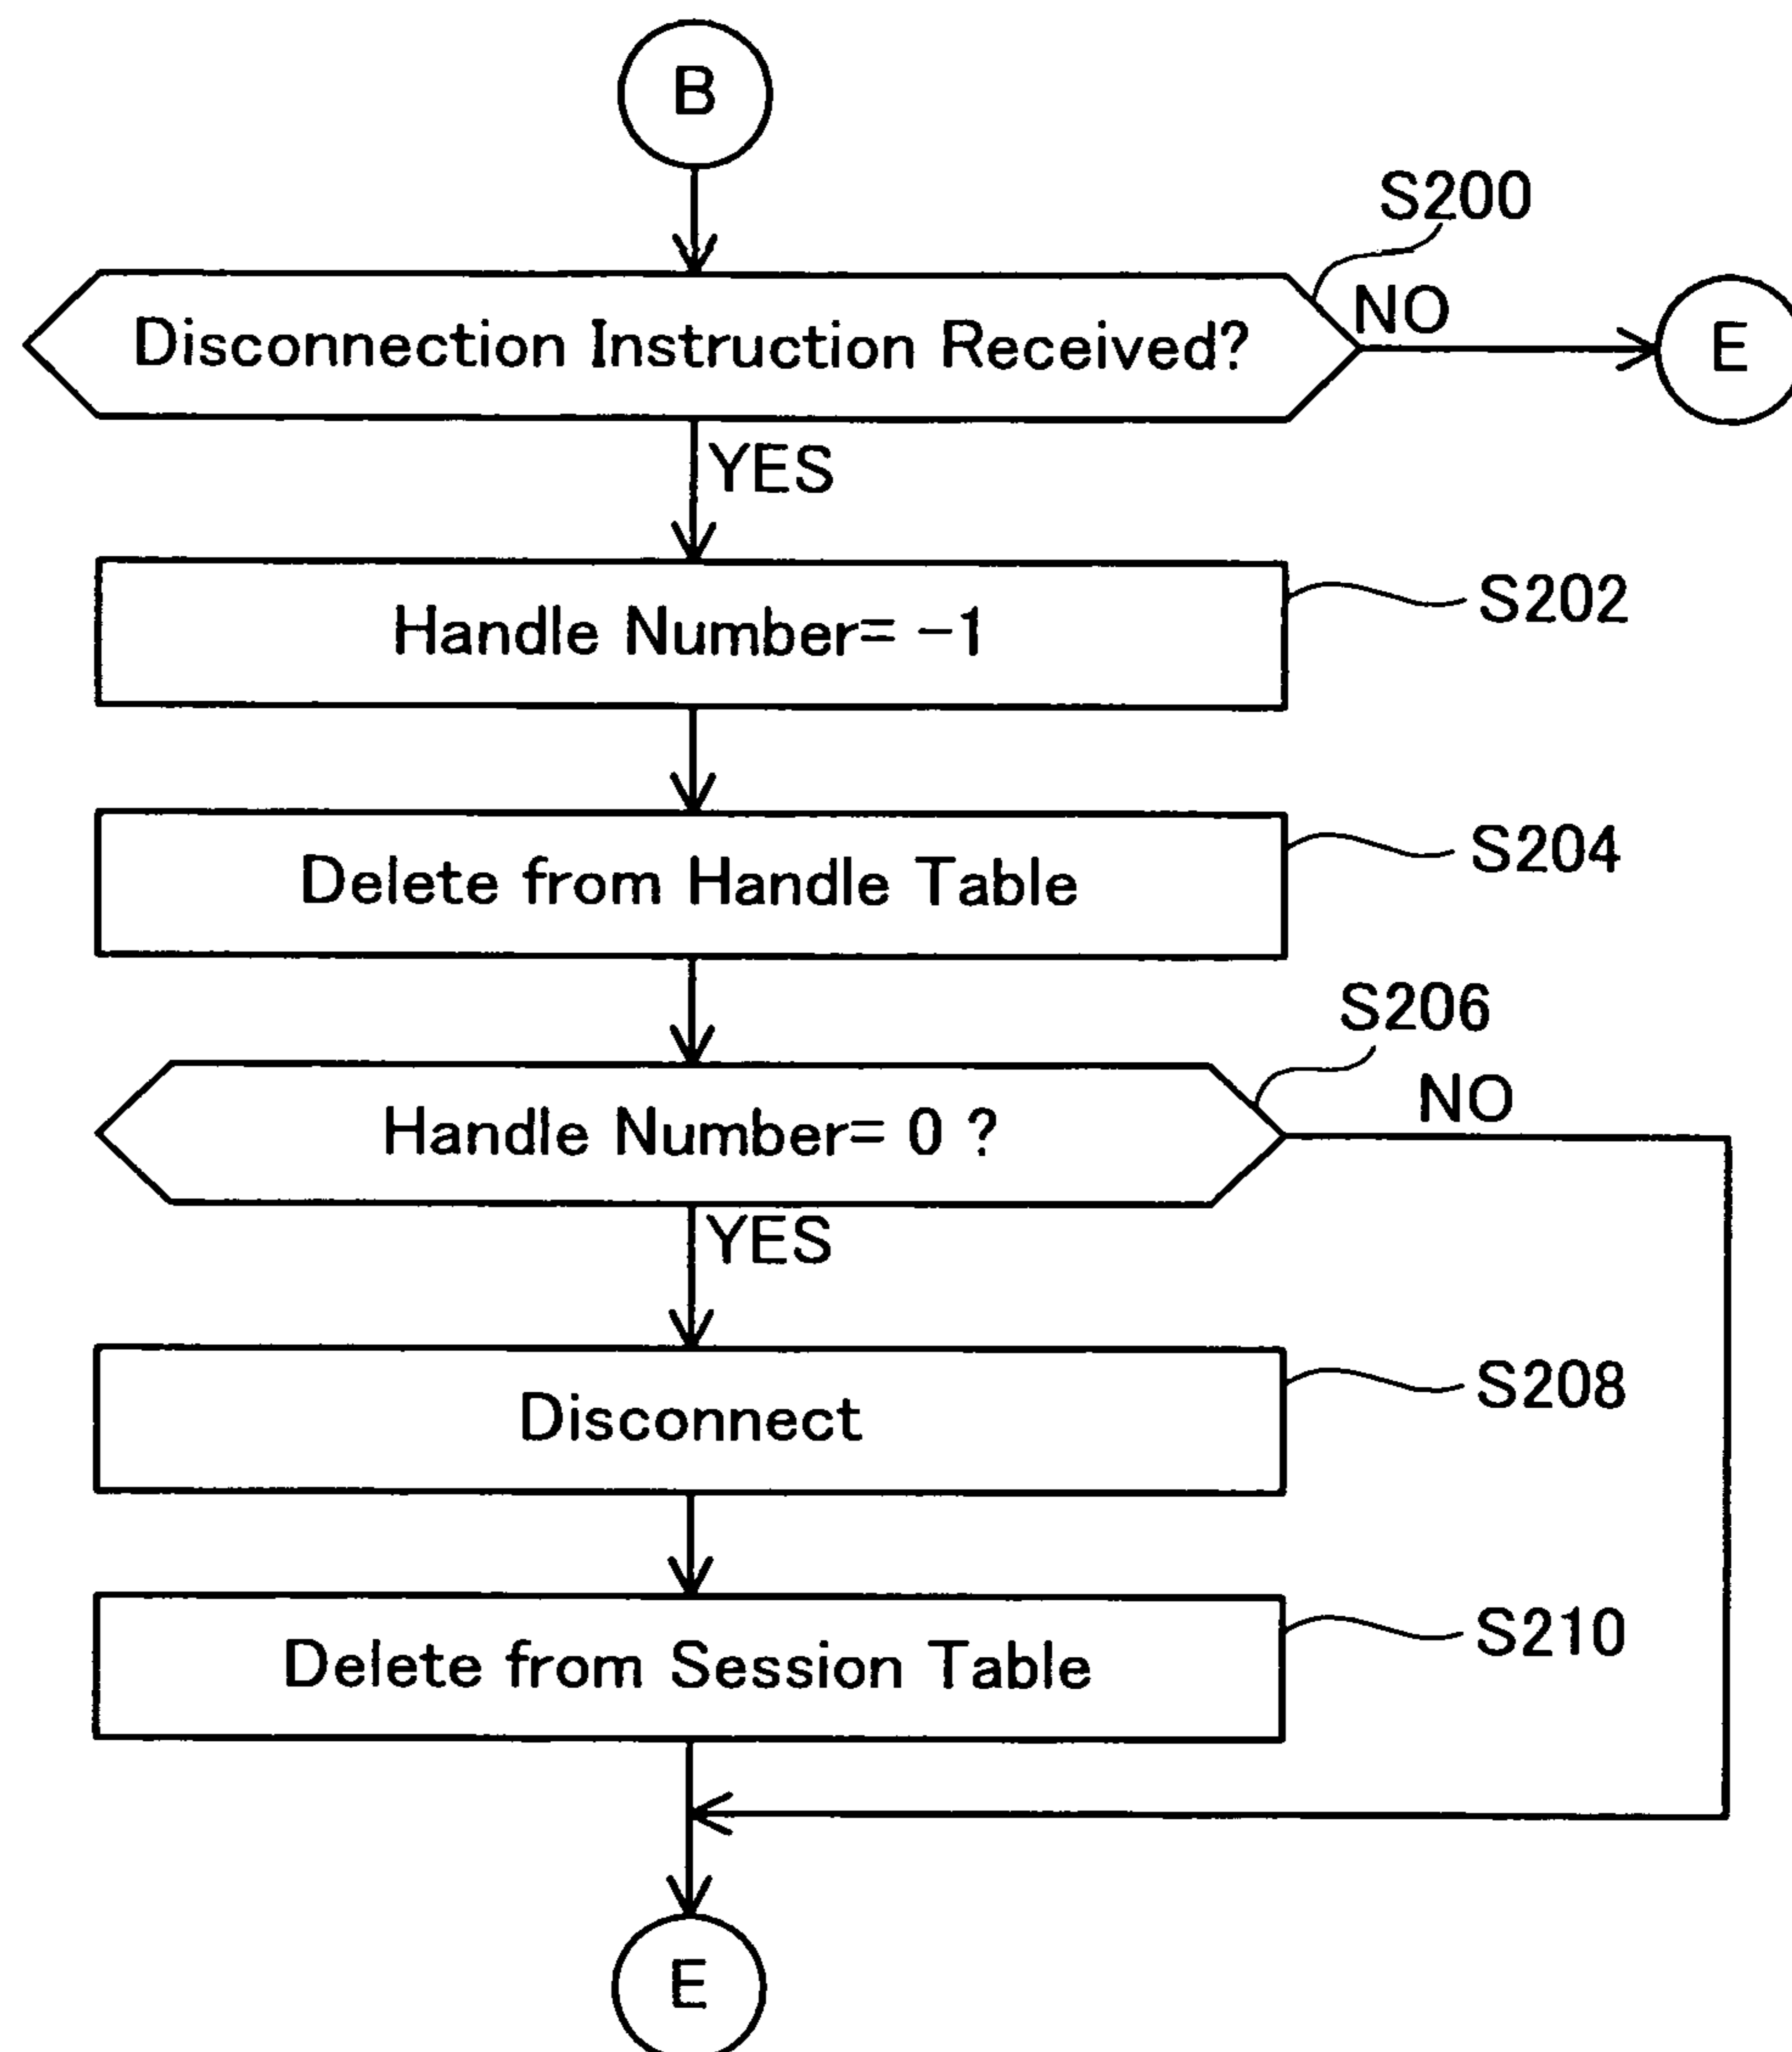 B
S200
Disconnection Instruction Received?
NO
E
YES
Handle Number= −1
S202
Delete from Handle Table
S204
S206
Handle Number= 0 ?
NO
YES
Disconnect
S208
Delete from Session Table
S210
E